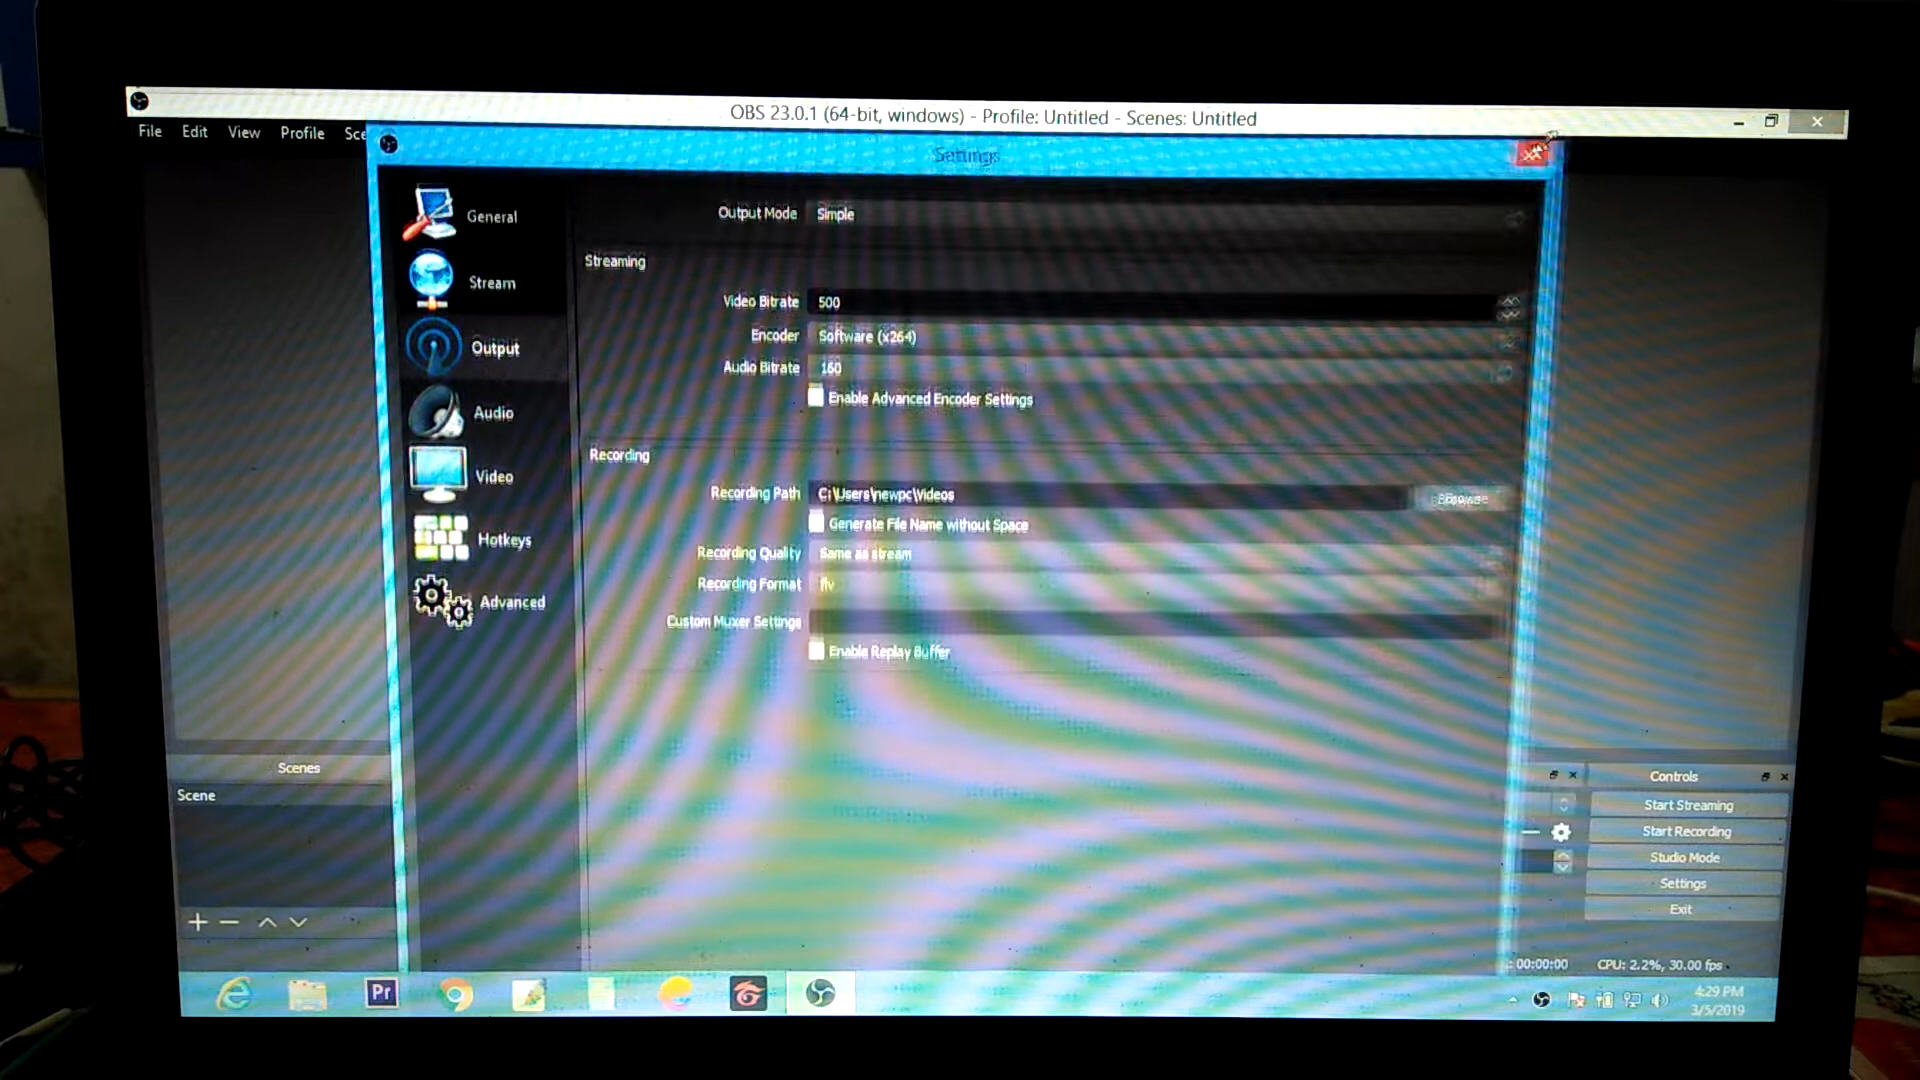 OBS 23.0.1 (64-bit, windows) - Profile: Untitled - Scenes: Untitled
File Edit View Profile Sce
Settings
General
Stream
Output
Audio
Video
Hotkeys
Advanced
Output Mode Simple
Streaming
Video Bitrate 500
Encoder Software (x264)
Audio Bitrate 160
Enable Advanced Encoder Settings
Recording
Recording Path C:\Users\newpc\Videos Browse
Generate File Name without Space
Recording Quality Same as stream
Recording Format flv
Custom Muxer Settings
Enable Replay Buffer
Scenes
Scene
Controls
Start Streaming
Start Recording
Studio Mode
Settings
Exit
: 00:00:00 CPU: 2.2%, 30.00 fps
Pr
4:29 PM
3/5/2019